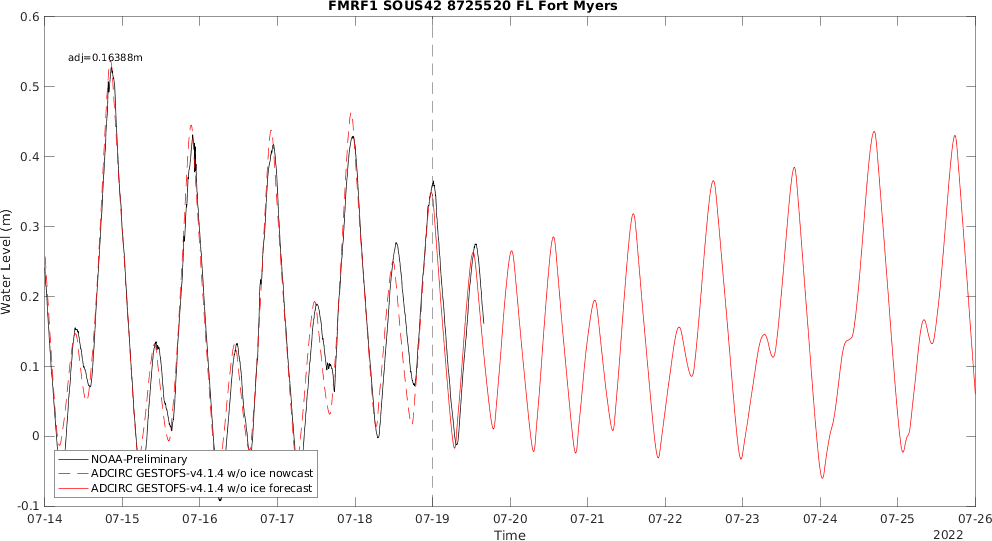 FMRF1 SOUS42 8725520 FL Fort Myers
0.6
adj=0.16388m
0.5
0.4
0.3
0.2
0.1
0
-0.1
Water Level (m)
NOAA-Preliminary
ADCIRC GESTOFS-v4.1.4 w/o ice nowcast
ADCIRC GESTOFS-v4.1.4 w/o ice forecast
07-14 07-15 07-16 07-17 07-18 07-19 07-20 07-21 07-22 07-23 07-24 07-25 07-26
Time
2022